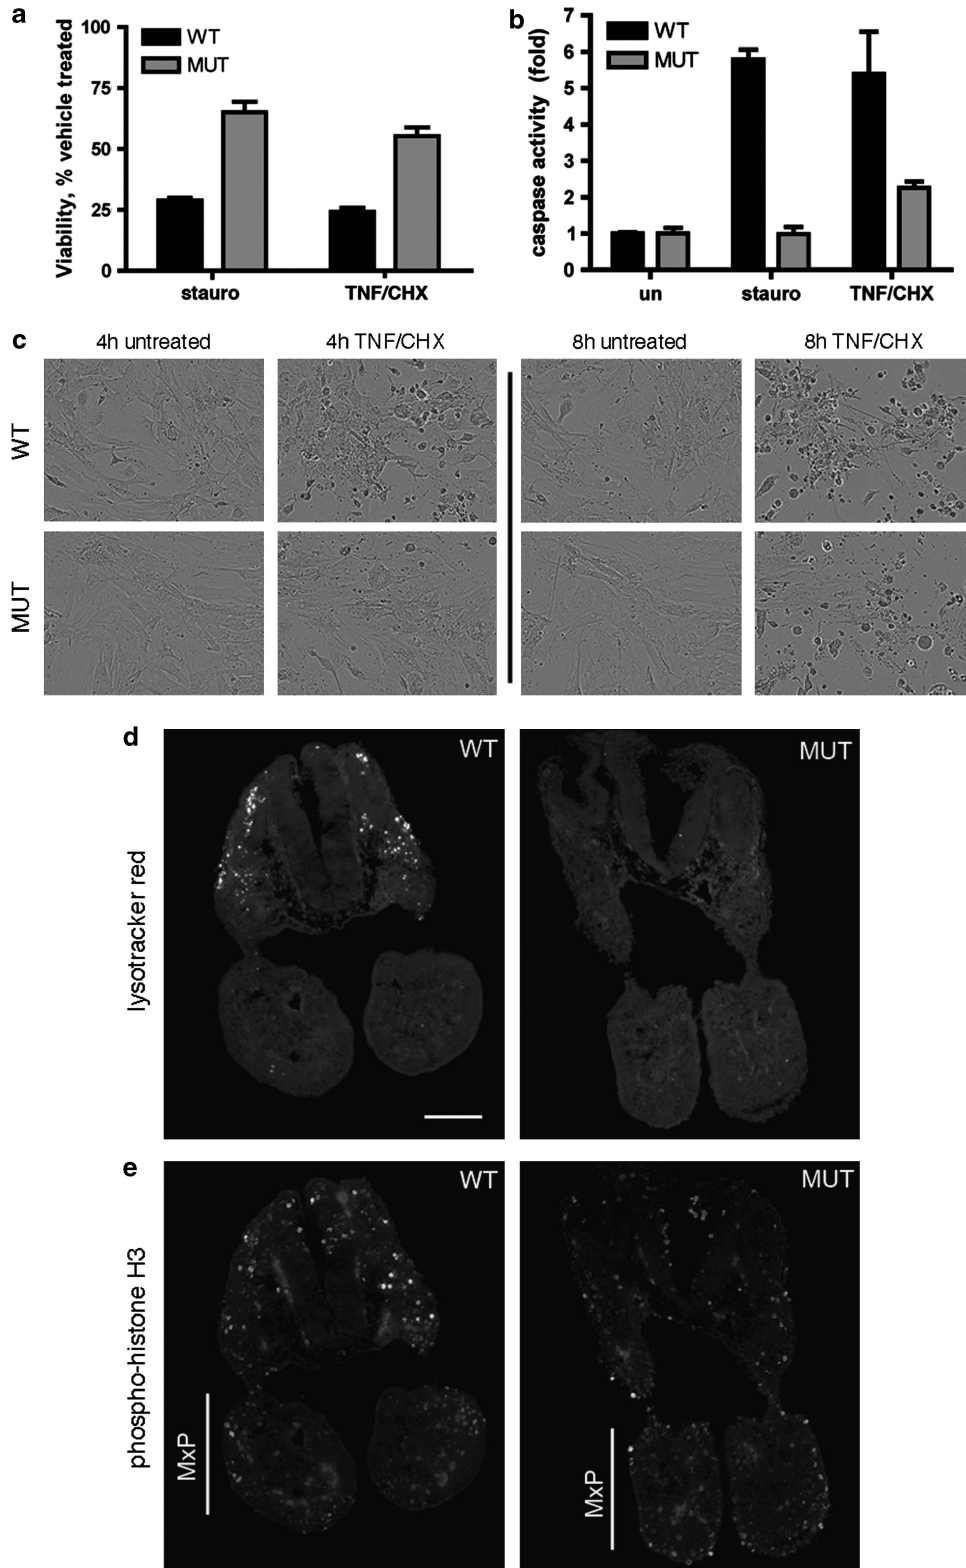 a
Viability, % vehicle treated
100
75
50
25
0
WT
MUT
stauro
TNF/CHX
b
caspase activity (fold)
7
6
5
4
3
2
1
0
WT
MUT
un
stauro
TNF/CHX
c
4h untreated
4h TNF/CHX
8h untreated
8h TNF/CHX
WT
MUT
d
lysotracker red
WT
MUT
e
phospho-histone H3
WT
MUT
MxP
MxP